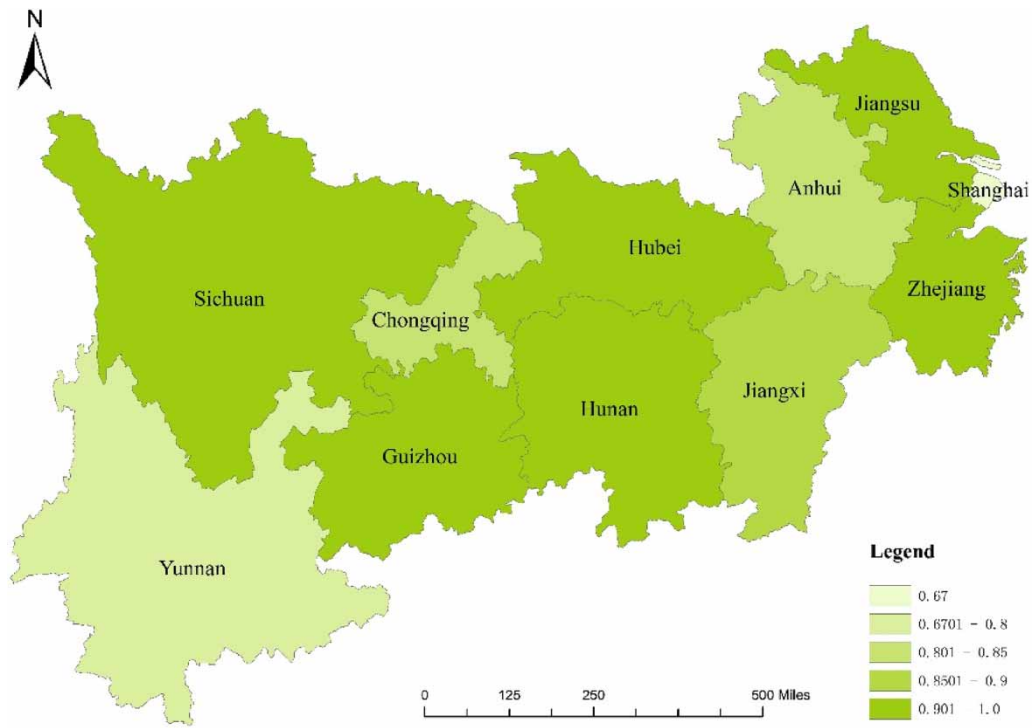 N
Jiangsu
Shanghai
Anhui
Hubei
Zhejiang
Sichuan
Chongqing
Jiangxi
Hunan
Guizhou
Yunnan
Legend
0.67
0.6701 - 0.8
0.801 - 0.85
0.8501 - 0.9
0.901 - 1.0
0 125 250 500 Miles